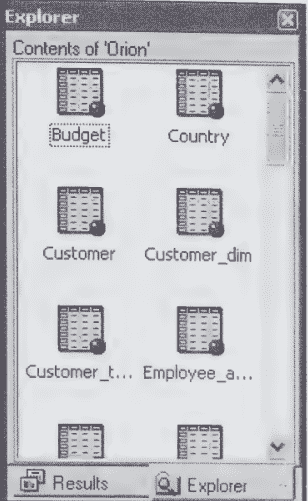 Explorer
Contents of 'Orion'
Budget Country
Customer Customer_dim
Customer_t... Employee_a...
Results Explorer